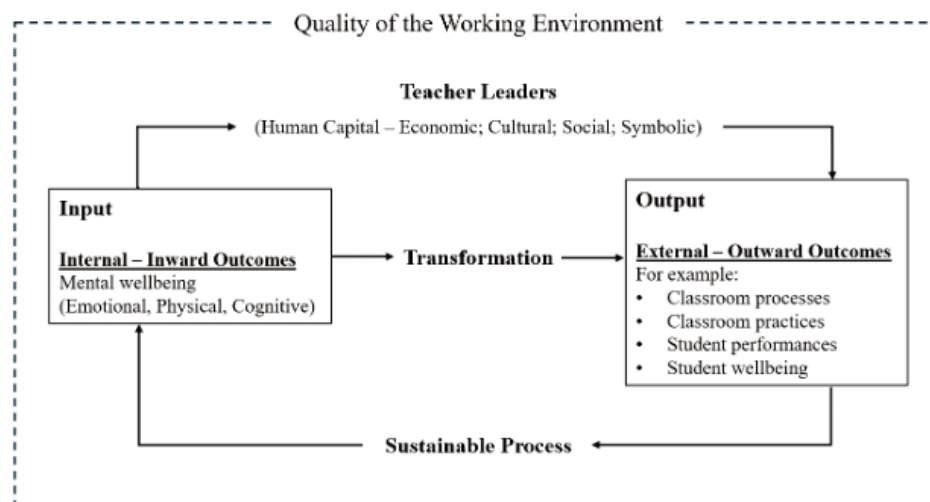 Quality of the Working Environment
Teacher Leaders
(Human Capital – Economic; Cultural; Social; Symbolic)
Input
Internal – Inward Outcomes
Mental wellbeing
(Emotional, Physical, Cognitive)
Transformation
Output
External – Outward Outcomes
For example:
• Classroom processes
• Classroom practices
• Student performances
• Student wellbeing
Sustainable Process